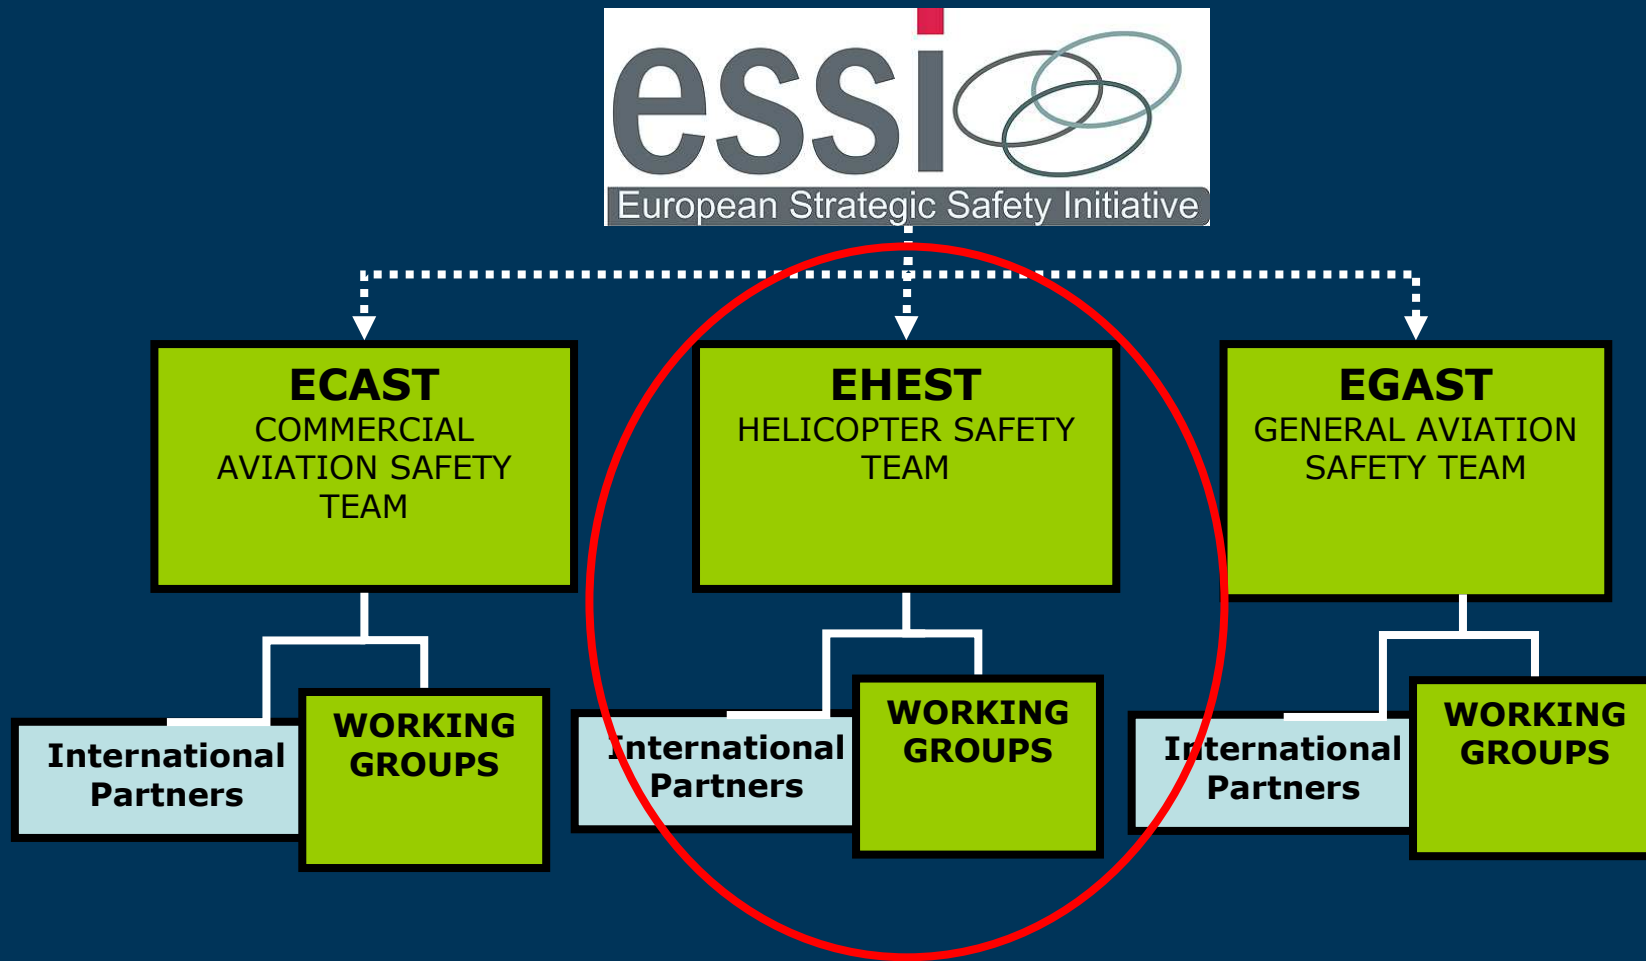 essi
European Strategic Safety Initiative
ECAST
COMMERCIAL
AVIATION SAFETY
TEAM
EHEST
HELICOPTER SAFETY
TEAM
EGAST
GENERAL AVIATION
SAFETY TEAM
International
Partners
WORKING
GROUPS
International
Partners
WORKING
GROUPS
International
Partners
WORKING
GROUPS